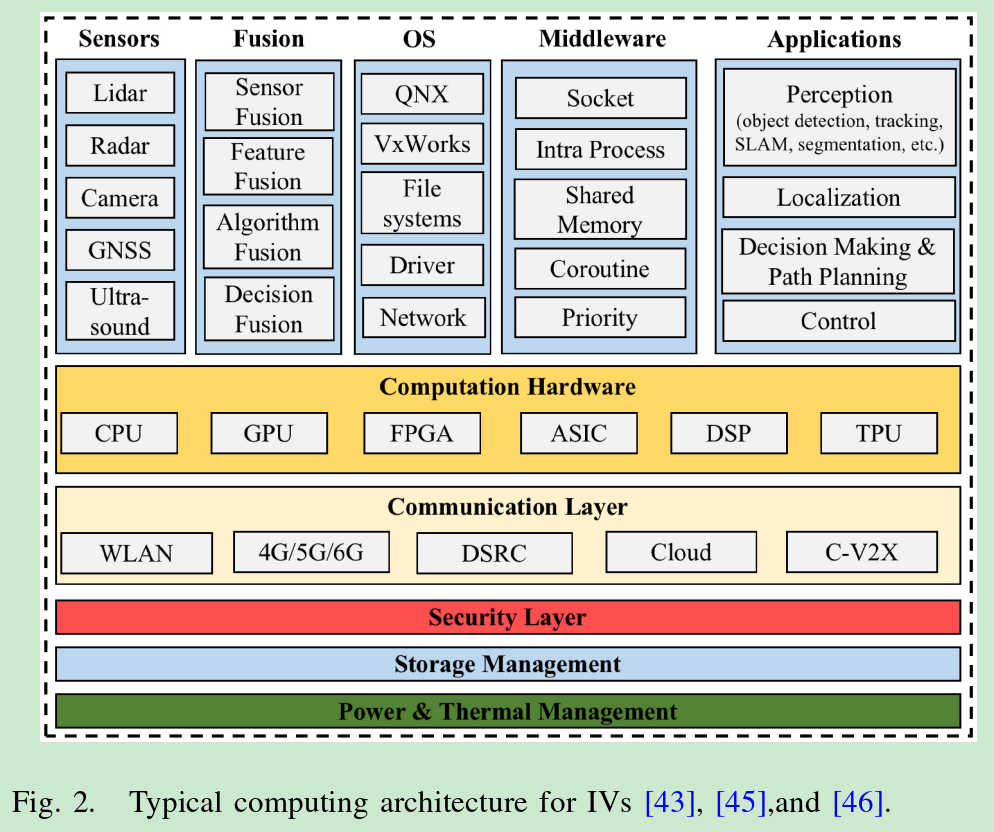 Sensors
Lidar
Radar
Camera
GNSS
Ultra-
sound
Fusion
Sensor
Fusion
Feature
Fusion
Algorithm
Fusion
Decision
Fusion
OS
QNX
VxWorks
File
systems
Driver
Network
Middleware
Socket
Intra Process
Shared
Memory
Coroutine
Priority
Applications
Perception
(object detection, tracking,
SLAM, segmentation, etc.)
Localization
Decision Making &
Path Planning
Control
Computation Hardware
CPU
GPU
FPGA
ASIC
DSP
TPU
Communication Layer
WLAN
4G/5G/6G
DSRC
Cloud
C-V2X
Security Layer
Storage Management
Power & Thermal Management
Fig. 2. Typical computing architecture for IVs [43], [45],and [46].